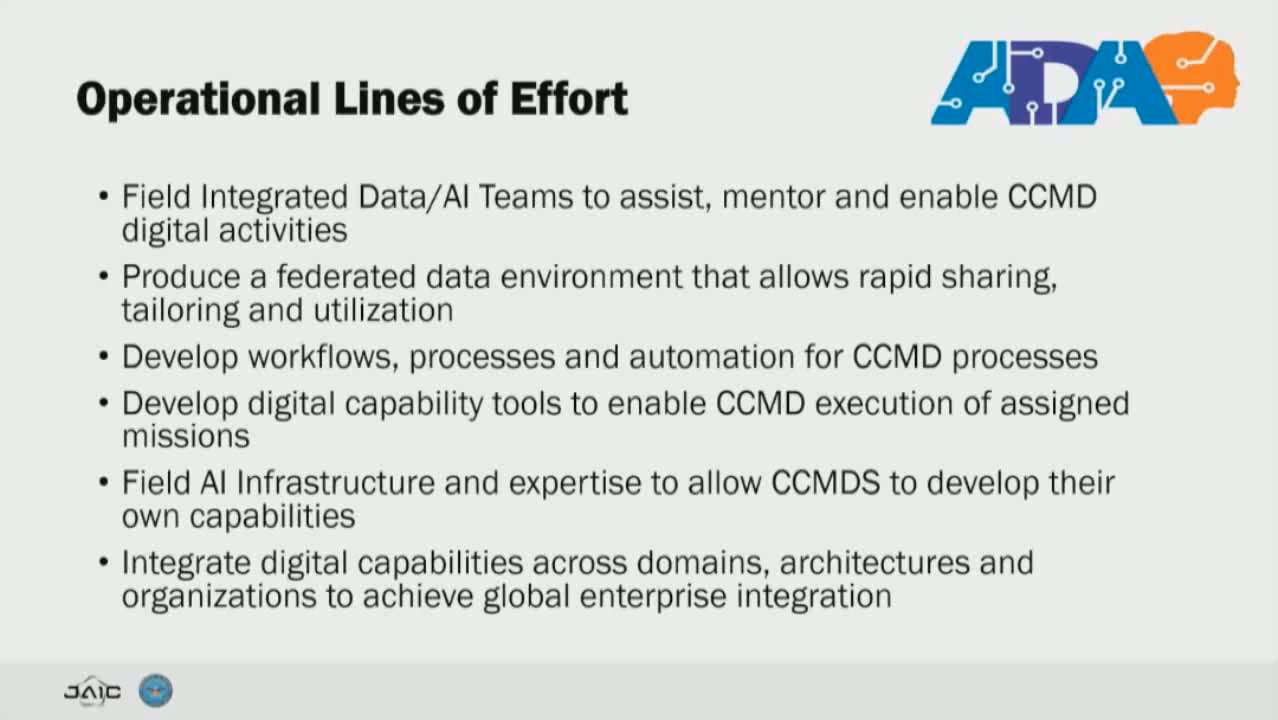 Operational Lines of Effort
ADA
• Field Integrated Data/AI Teams to assist, mentor and enable CCMD
digital activities
• Produce a federated data environment that allows rapid sharing,
tailoring and utilization
• Develop workflows, processes and automation for CCMD processes
• Develop digital capability tools to enable CCMD execution of assigned
missions
• Field AI Infrastructure and expertise to allow CCMDS to develop their
own capabilities
• Integrate digital capabilities across domains, architectures and
organizations to achieve global enterprise integration
JAIC